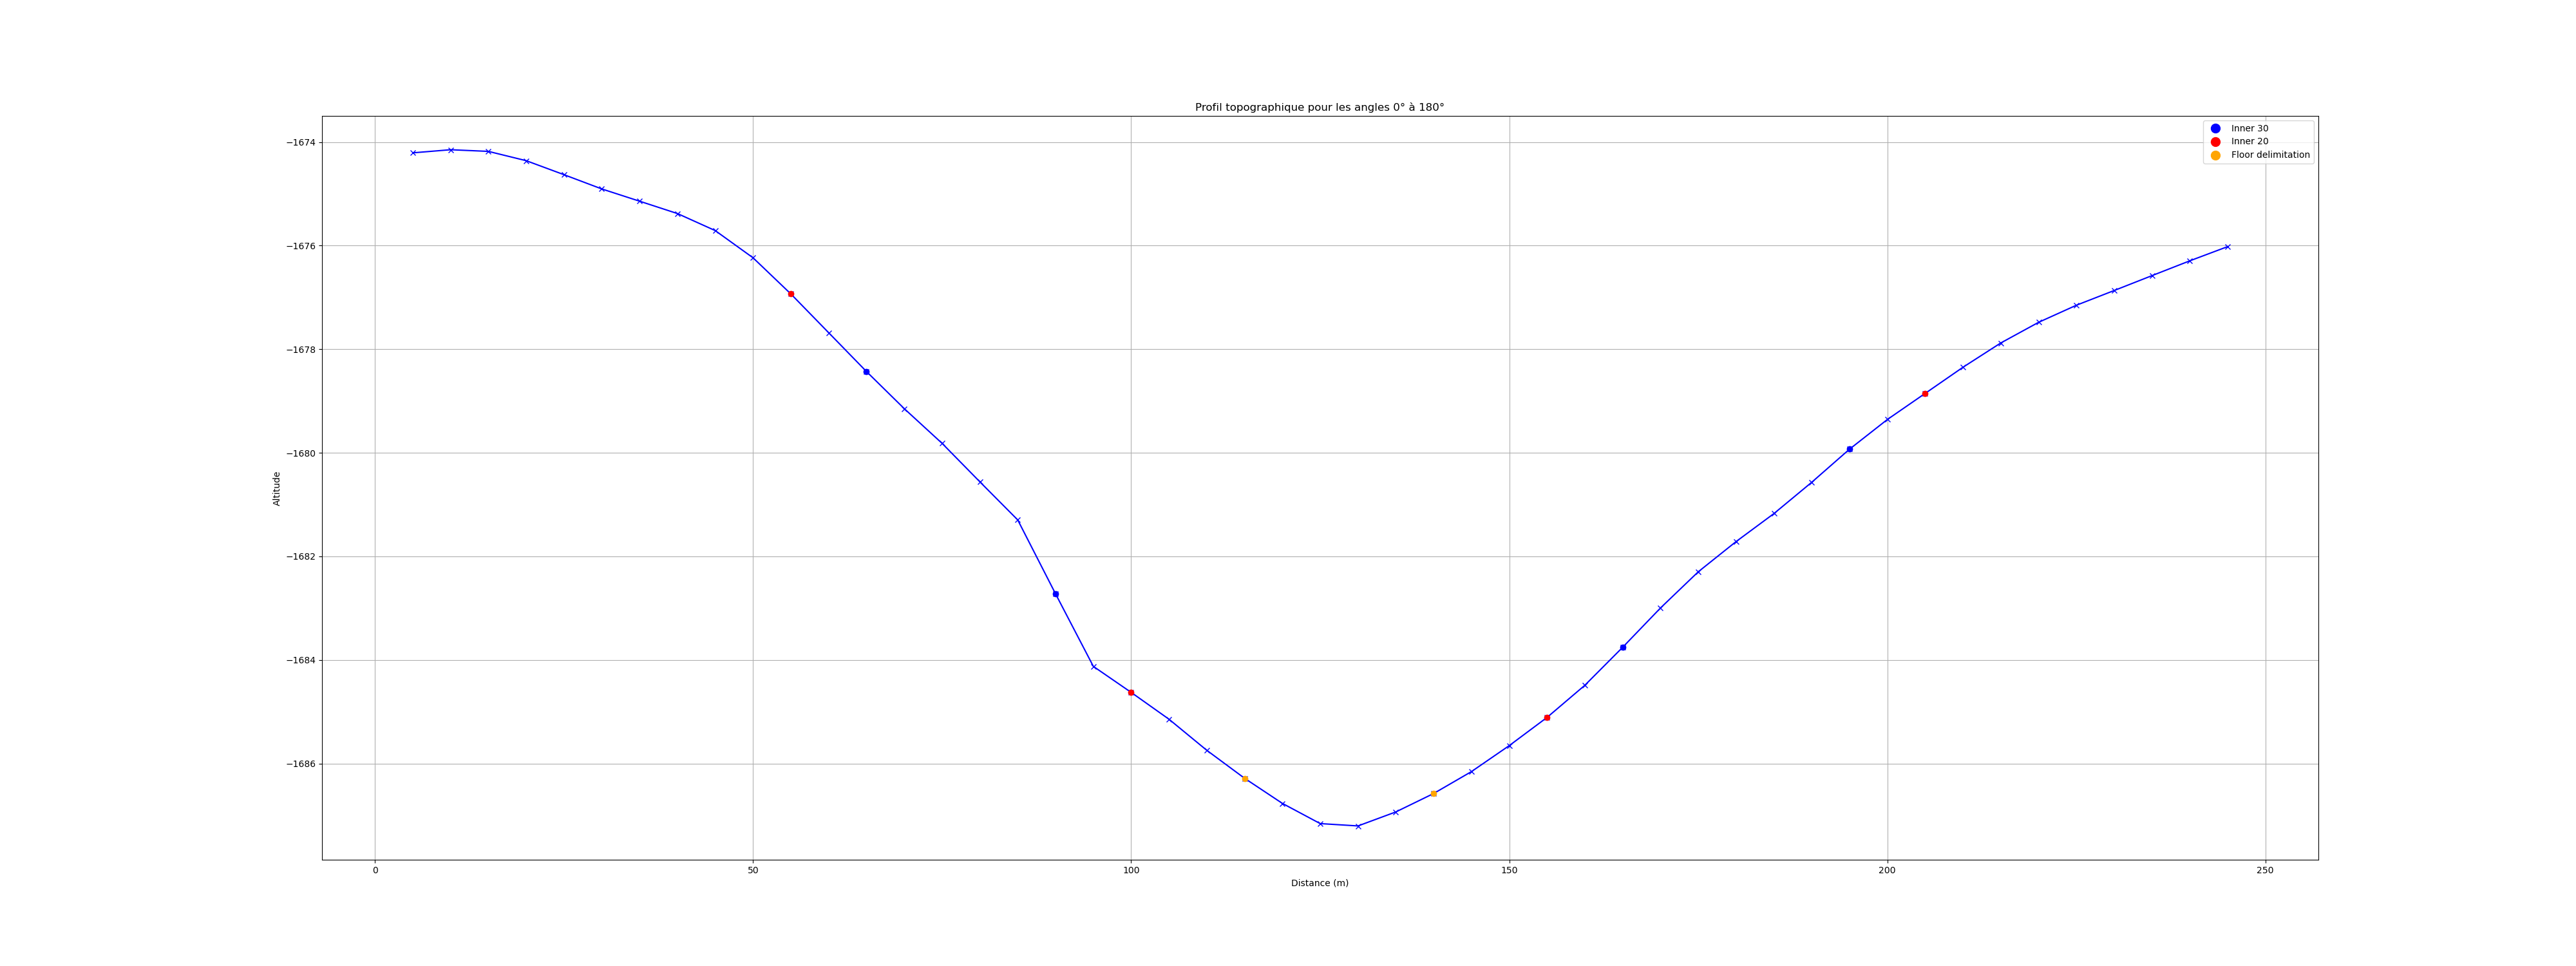 Profil topographique pour les angles 0° à 180°
Inner 30
Inner 20
Floor delimitation
−1674
−1676
−1678
−1680
−1682
−1684
−1686
Altitude
0
50
100
150
200
250
Distance (m)